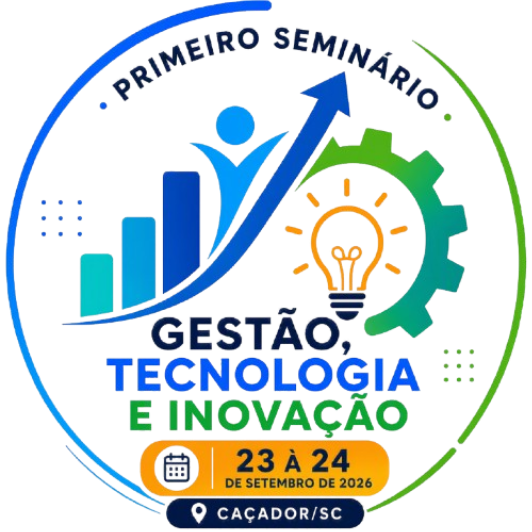 • PRIMEIRO SEMINÁRIO •
GESTÃO,
TECNOLOGIA
E INOVAÇÃO
23 À 24
DE SETEMBRO DE 2026
CAÇADOR/SC